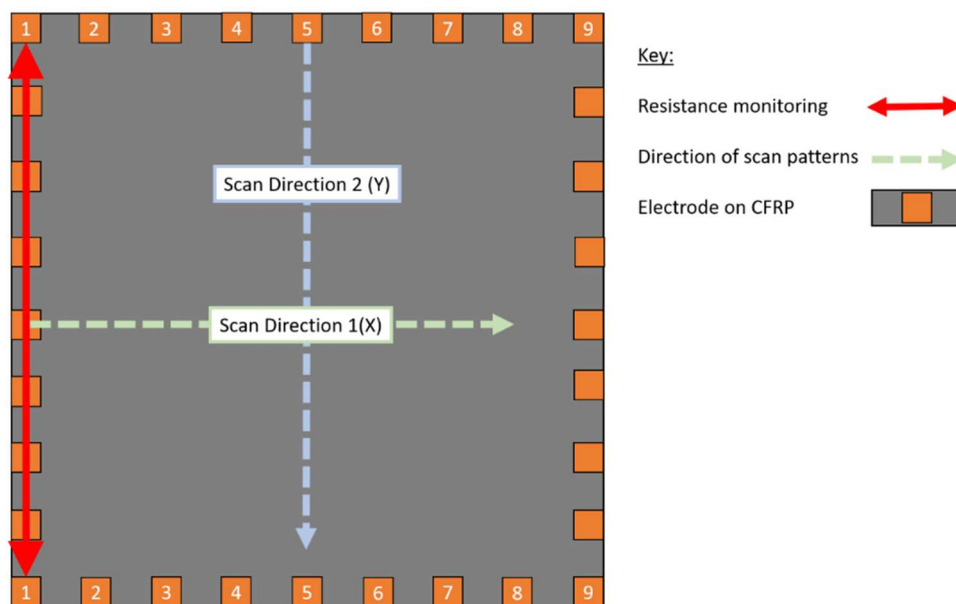 1 2 3 4 5 6 7 8 9
Key:
Resistance monitoring
Direction of scan patterns
Scan Direction 2 (Y)
Electrode on CFRP
Scan Direction 1(X)
1 2 3 4 5 6 7 8 9